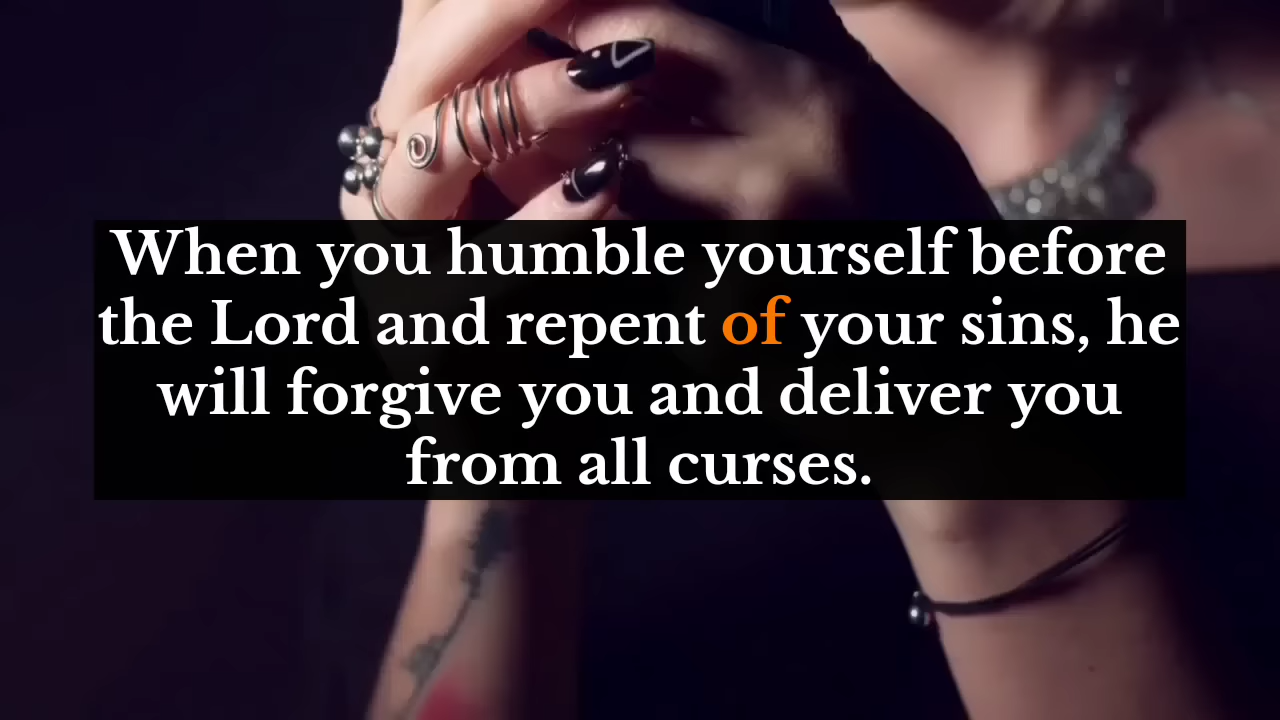 When you humble yourself before
the Lord and repent of your sins, he
will forgive you and deliver you
from all curses.